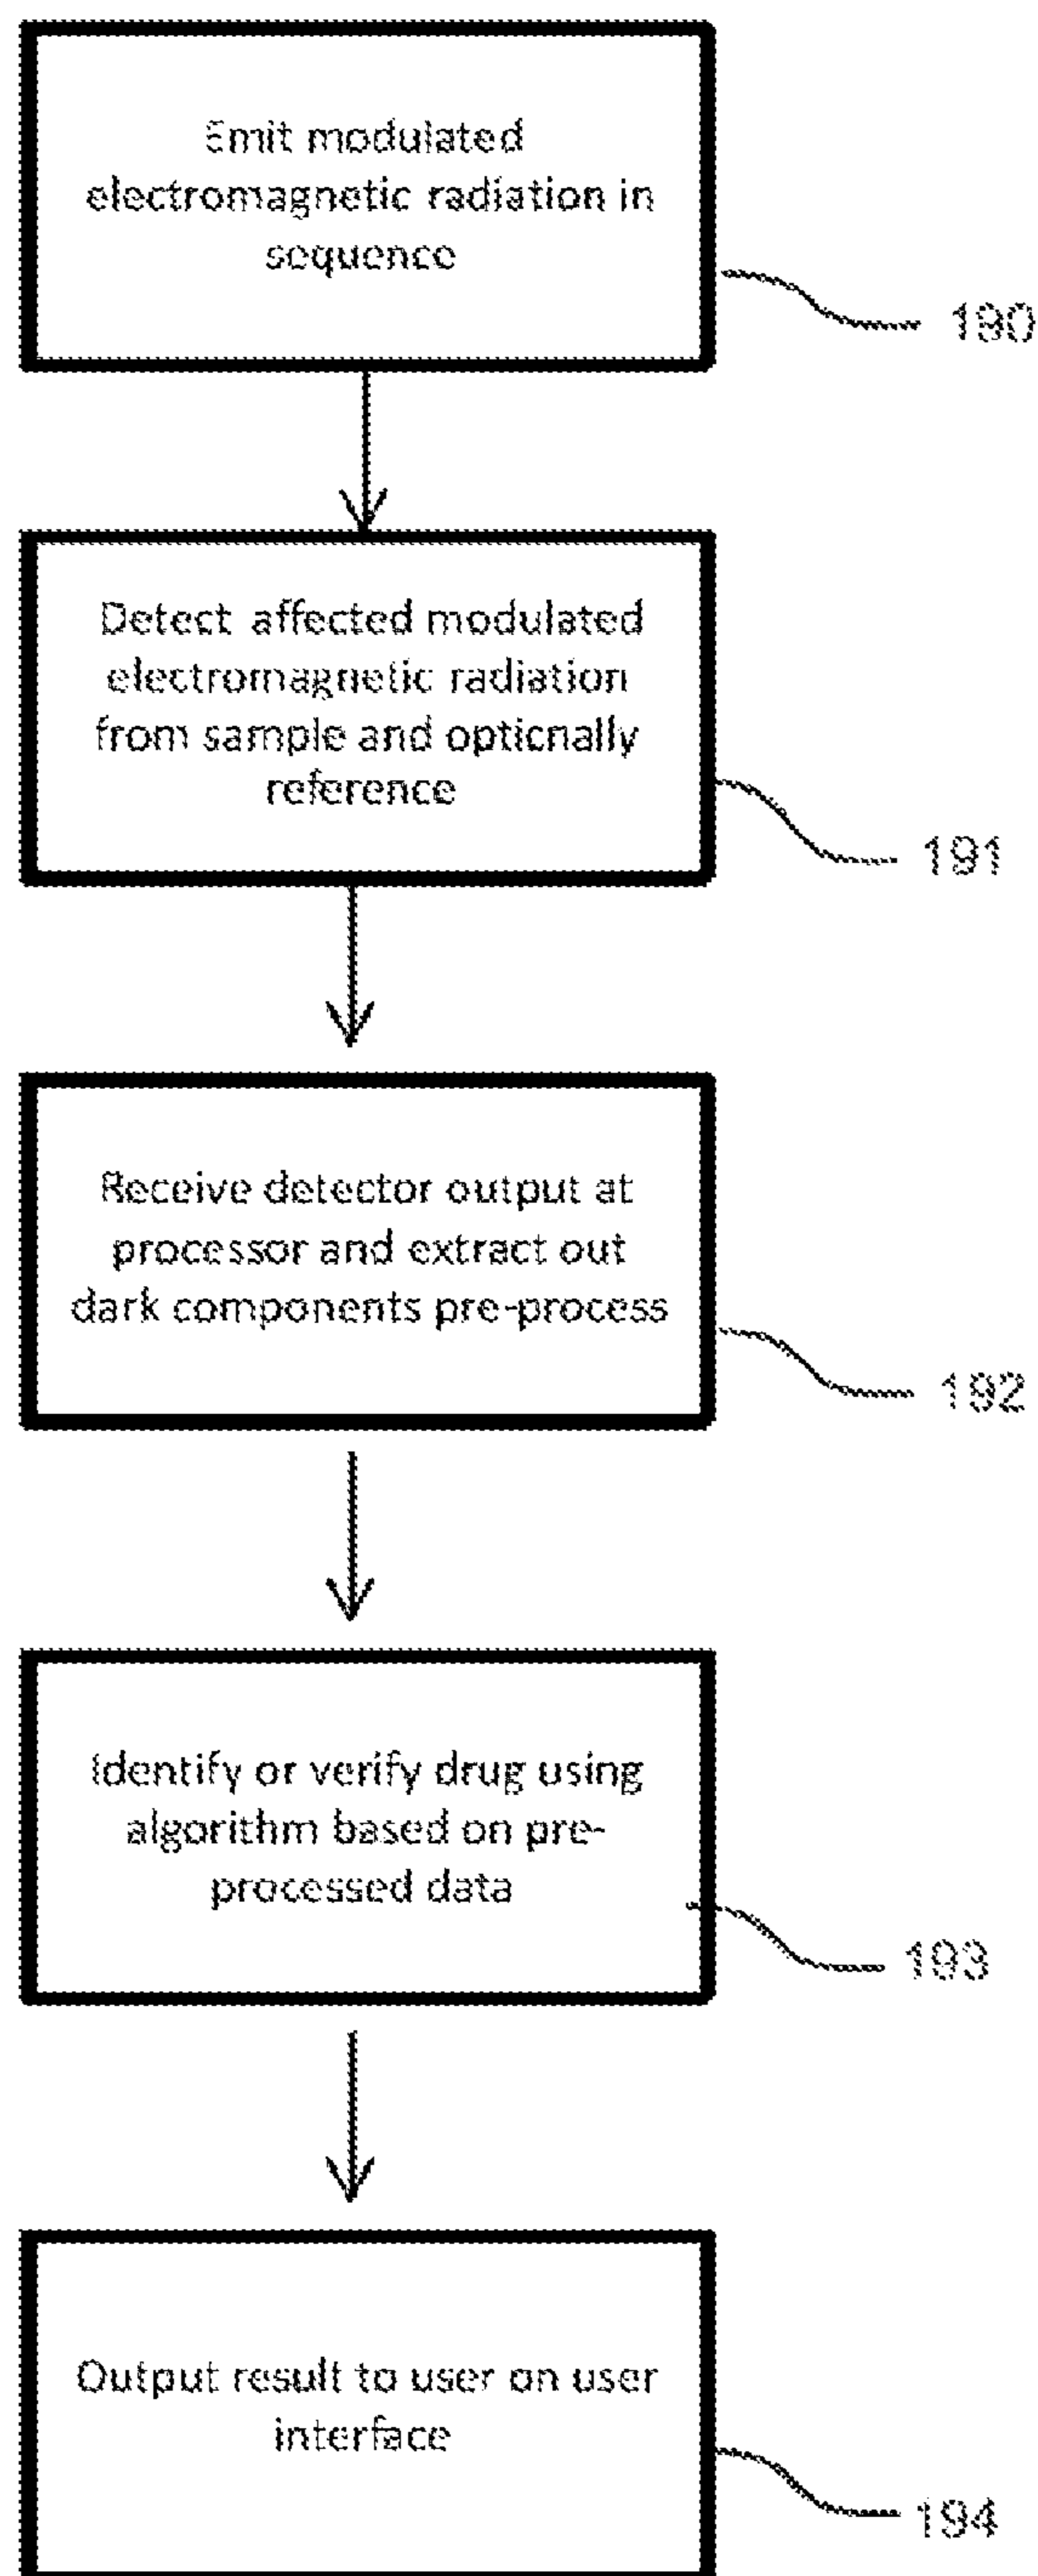 Emit modulated
electromagnetic radiation in
sequence
190
Detect affected modulated
electromagnetic radiation
from sample and optionally
reference
191
Receive detector output at
processor and extract out
dark components pre-process
192
Identify or verify drug using
algorithm based on pre-
processed data
193
Output result to user on user
interface
194